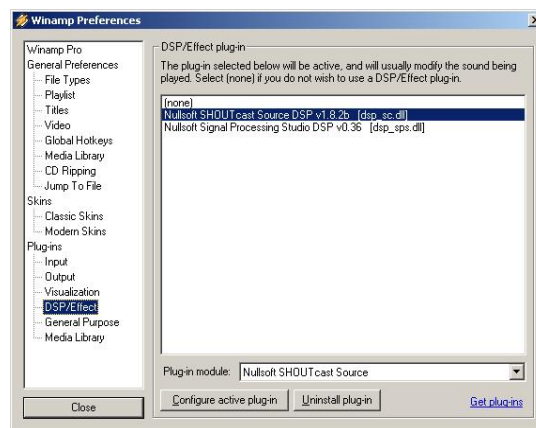 Winamp Preferences
Winamp Pro
General Preferences
File Types
Playlist
Titles
Video
Global Hotkeys
Media Library
CD Ripping
Jump To File
Skins
Classic Skins
Modern Skins
Plug-ins
Input
Output
Visualization
DSP/Effect
General Purpose
Media Library
Close
DSP/Effect plug-in
The plug-in selected below will be active, and will usually modify the sound being
played. Select (none) if you do not wish to use a DSP/Effect plug-in.
(none)
Nullsoft SHOUTcast Source DSP v1.8.2b [dsp_sc.dll]
Nullsoft Signal Processing Studio DSP v0.36 [dsp_sps.dll]
Plug-in module: Nullsoft SHOUTcast Source
Configure active plug-in Uninstall plug-in Get plug-ins